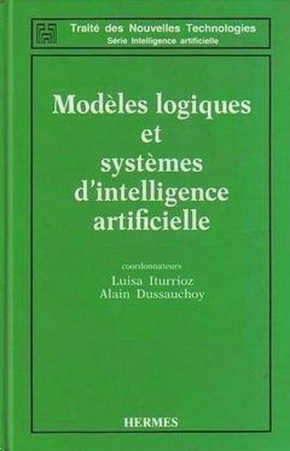 Traité des Nouvelles Technologies
Série Intelligence artificielle
Modèles logiques
et
systèmes
d'intelligence
artificielle
coordonnateurs
Luisa Iturrioz
Alain Dussauchoy
HERMES